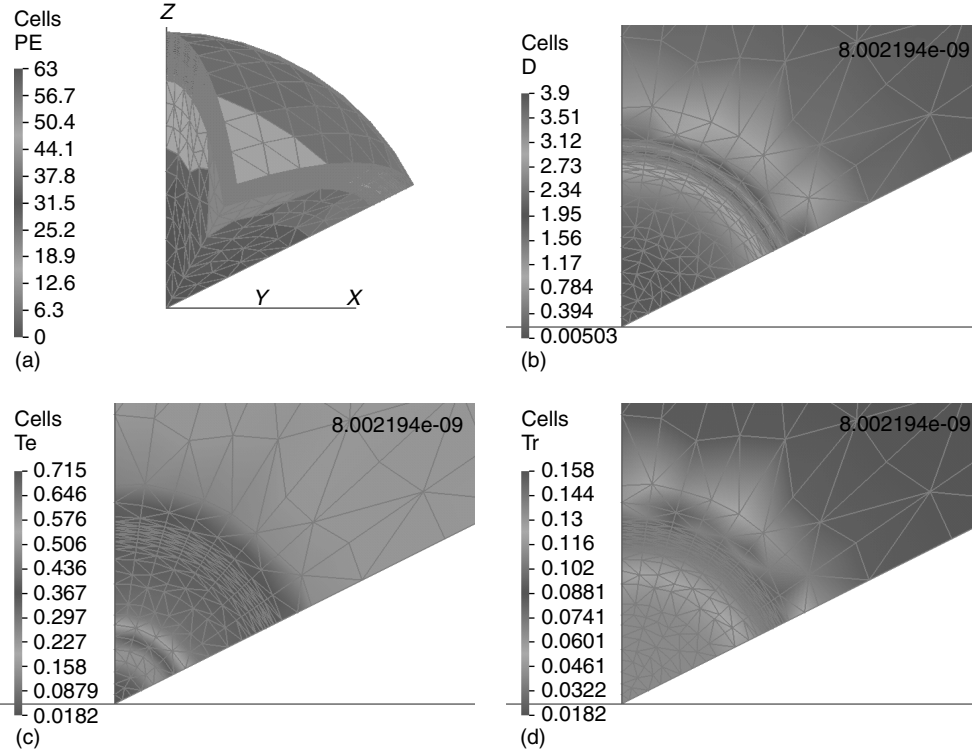 Cells
PE
63
56.7
50.4
44.1
37.8
31.5
25.2
18.9
12.6
6.3
0
Z
Y
X
(a)
Cells
D
3.9
3.51
3.12
2.73
2.34
1.95
1.56
1.17
0.784
0.394
0.00503
8.002194e-09
(b)
Cells
Te
0.715
0.646
0.576
0.506
0.436
0.367
0.297
0.227
0.158
0.0879
0.0182
8.002194e-09
(c)
Cells
Tr
0.158
0.144
0.13
0.116
0.102
0.0881
0.0741
0.0601
0.0461
0.0322
0.0182
8.002194e-09
(d)